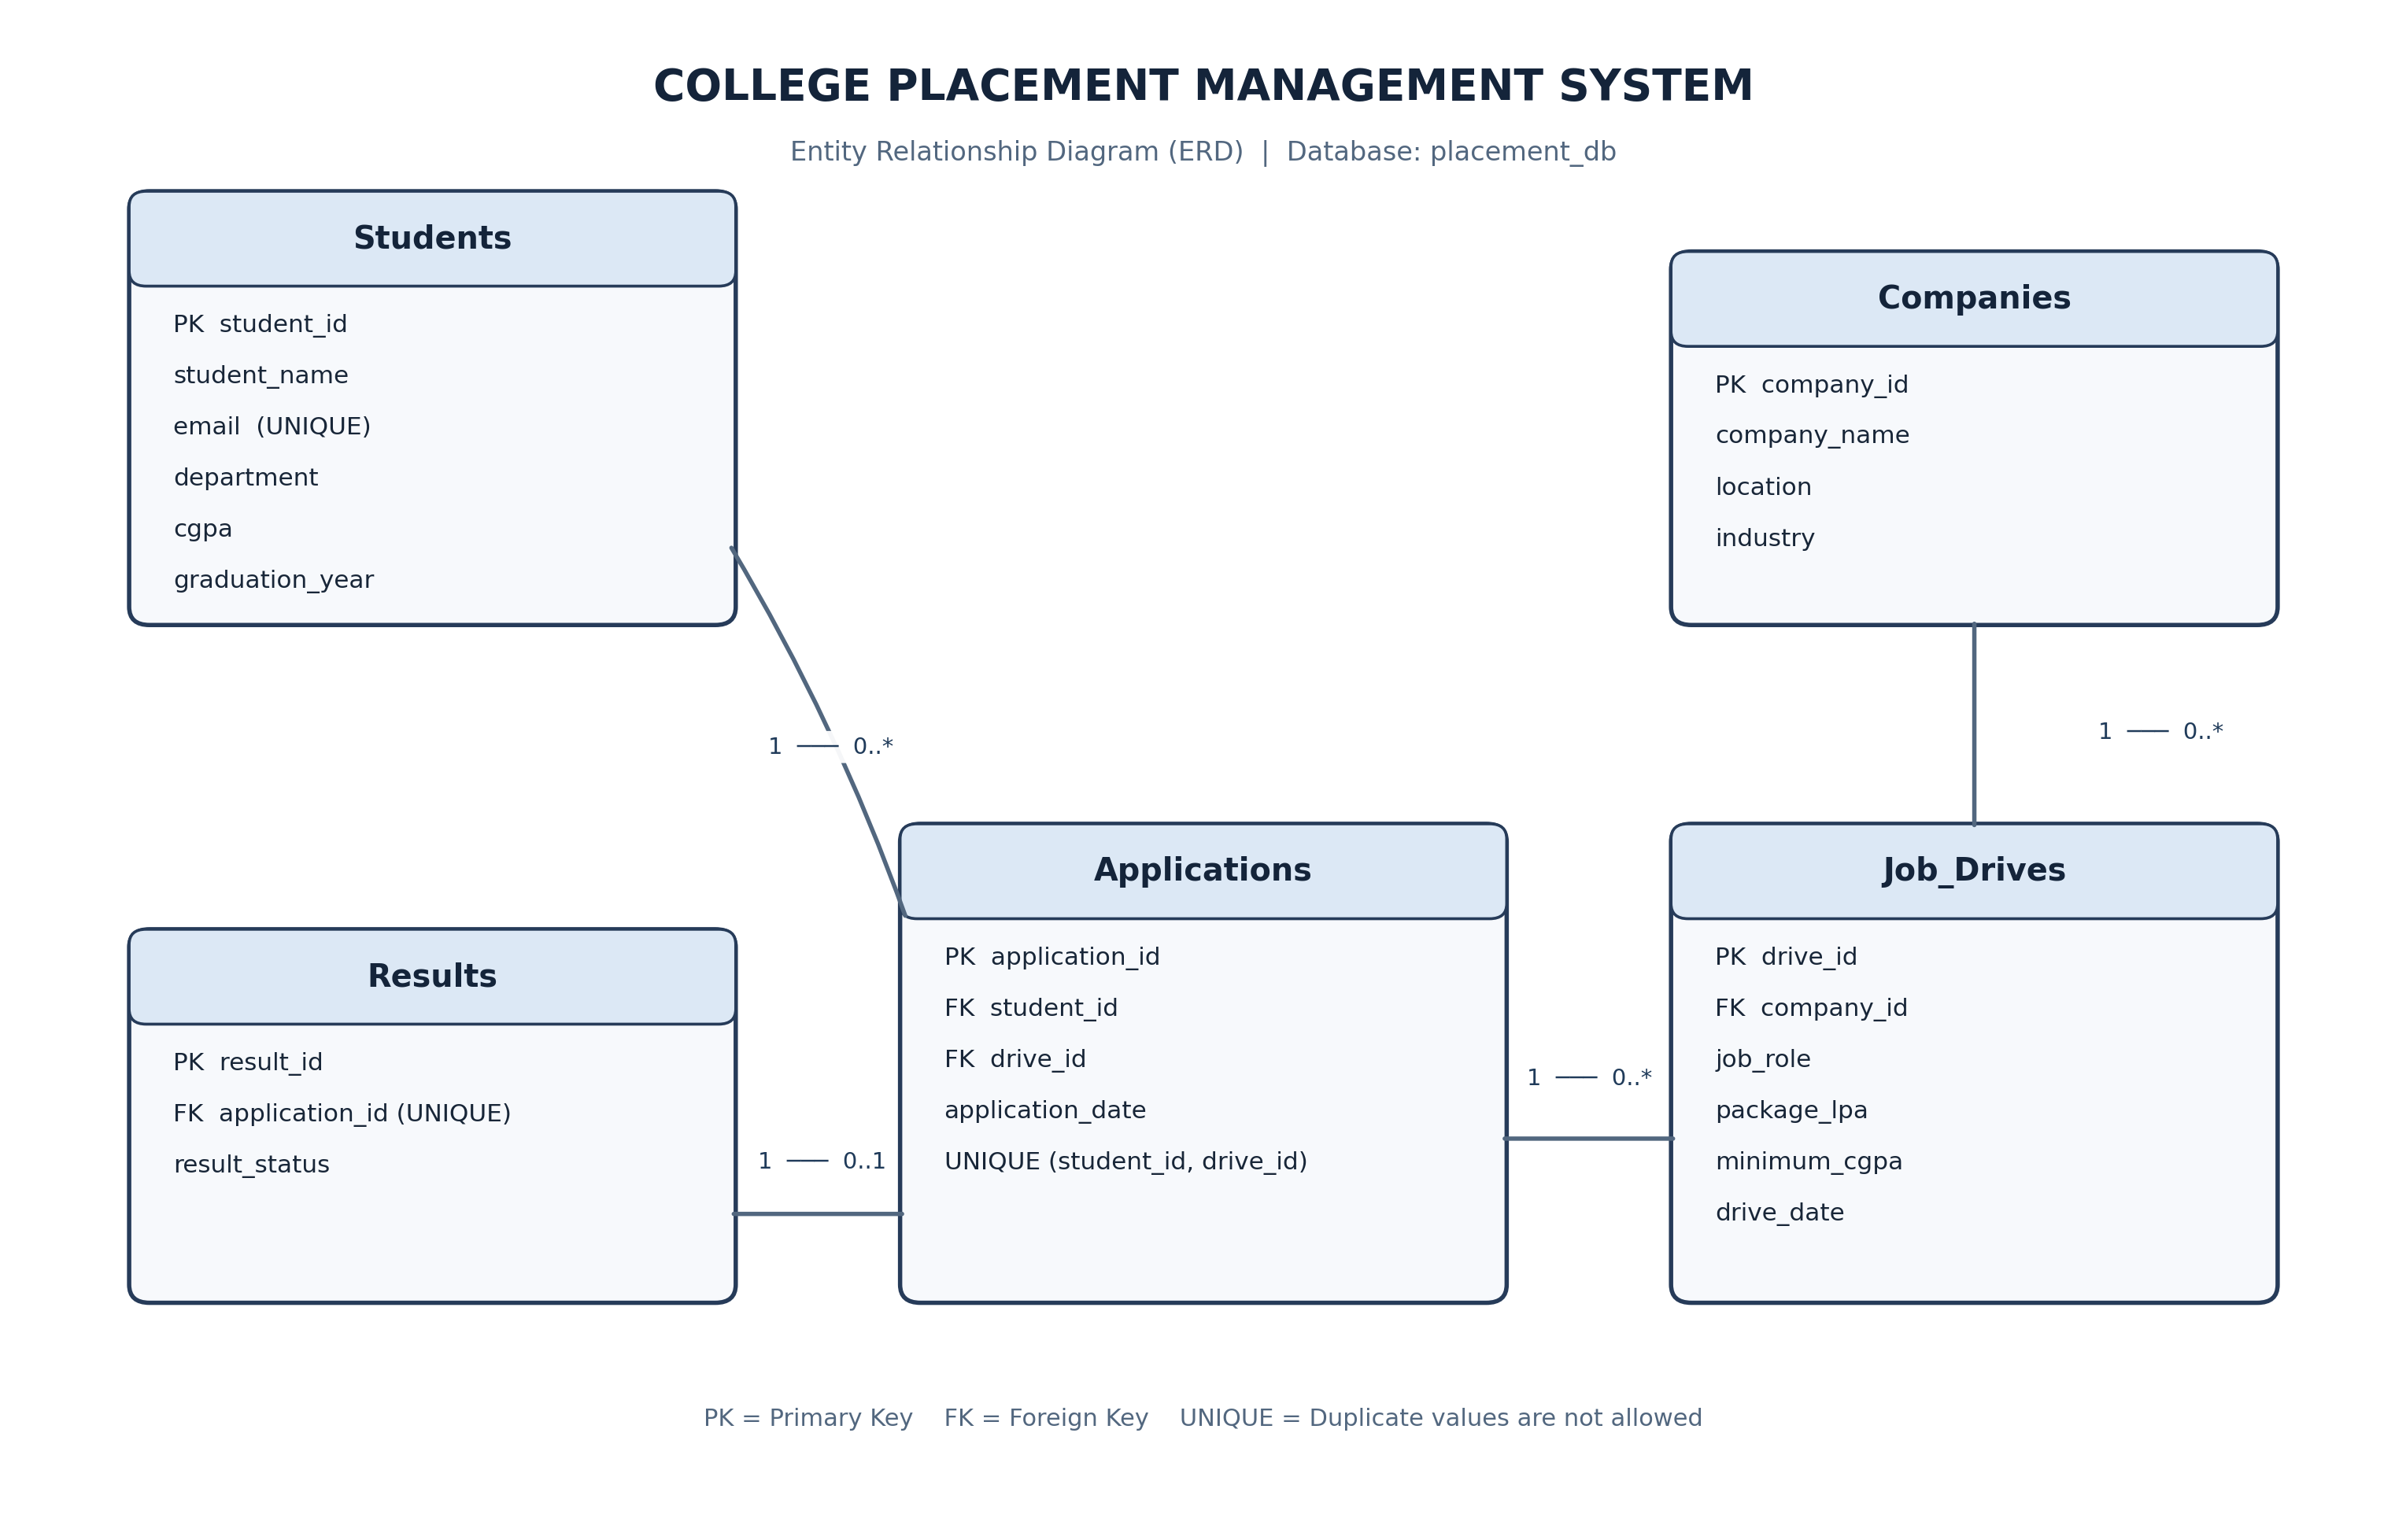 COLLEGE PLACEMENT MANAGEMENT SYSTEM
Entity Relationship Diagram (ERD) | Database: placement_db
Students
PK student_id
student_name
email (UNIQUE)
department
cgpa
graduation_year
Companies
PK company_id
company_name
location
industry
1 —— 0..*
1 —— 0..*
Applications
PK application_id
FK student_id
FK drive_id
application_date
UNIQUE (student_id, drive_id)
Job_Drives
PK drive_id
FK company_id
job_role
package_lpa
minimum_cgpa
drive_date
1 —— 0..*
Results
PK result_id
FK application_id (UNIQUE)
result_status
1 —— 0..1
PK = Primary Key FK = Foreign Key UNIQUE = Duplicate values are not allowed